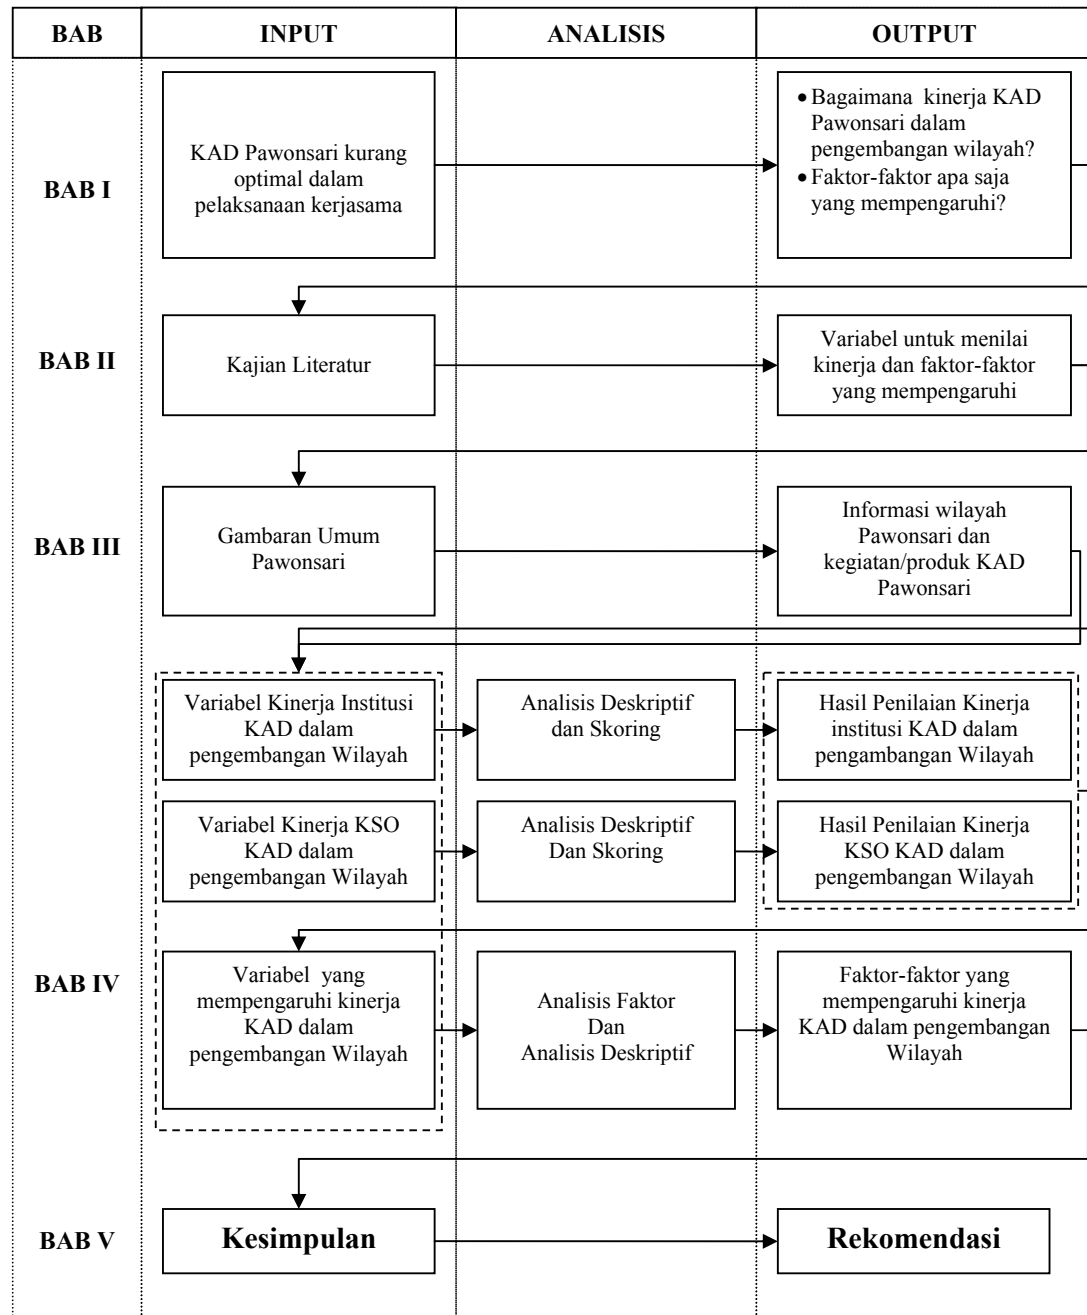 BAB
INPUT
ANALISIS
OUTPUT
BAB I
KAD Pawonsari kurang
optimal dalam
pelaksanaan kerjasama
• Bagaimana kinerja KAD
Pawonsari dalam
pengembangan wilayah?
• Faktor-faktor apa saja
yang mempengaruhi?
BAB II
Kajian Literatur
Variabel untuk menilai
kinerja dan faktor-faktor
yang mempengaruhi
BAB III
Gambaran Umum
Pawonsari
Informasi wilayah
Pawonsari dan
kegiatan/produk KAD
Pawonsari
Variabel Kinerja Institusi
KAD dalam
pengembangan Wilayah
Analisis Deskriptif
dan Skoring
Hasil Penilaian Kinerja
institusi KAD dalam
pengambangan Wilayah
Variabel Kinerja KSO
KAD dalam
pengembangan Wilayah
Analisis Deskriptif
Dan Skoring
Hasil Penilaian Kinerja
KSO KAD dalam
pengembangan Wilayah
BAB IV
Variabel yang
mempengaruhi kinerja
KAD dalam
pengembangan Wilayah
Analisis Faktor
Dan
Analisis Deskriptif
Faktor-faktor yang
mempengaruhi kinerja
KAD dalam pengembangan
Wilayah
BAB V
Kesimpulan
Rekomendasi